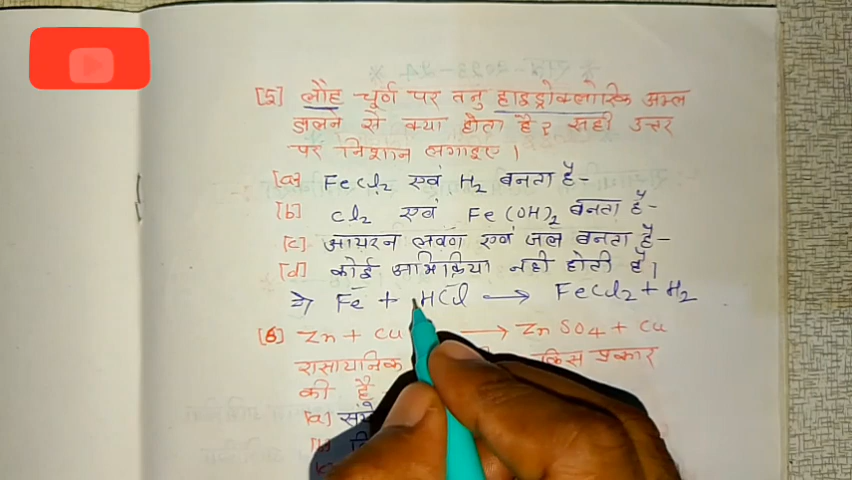 [5] लौह चूर्ण पर तनु हाइड्रोक्लोरिक अम्ल
डालने से क्या होता है? सही उत्तर
पर निशान लगाइए।
[a] FeCl₂ एवं H₂ बनता है-
[b] Cl₂ एवं Fe(OH)₂ बनता है-
[c] आयरन लवण एवं जल बनता है-
[d] कोई अभिक्रिया नही होती है।
⇒ Fe + HCl → FeCl₂ + H₂
[6] Zn + Cu → ZnSO₄ + Cu
रासायनिक किस प्रकार
की है
[a]